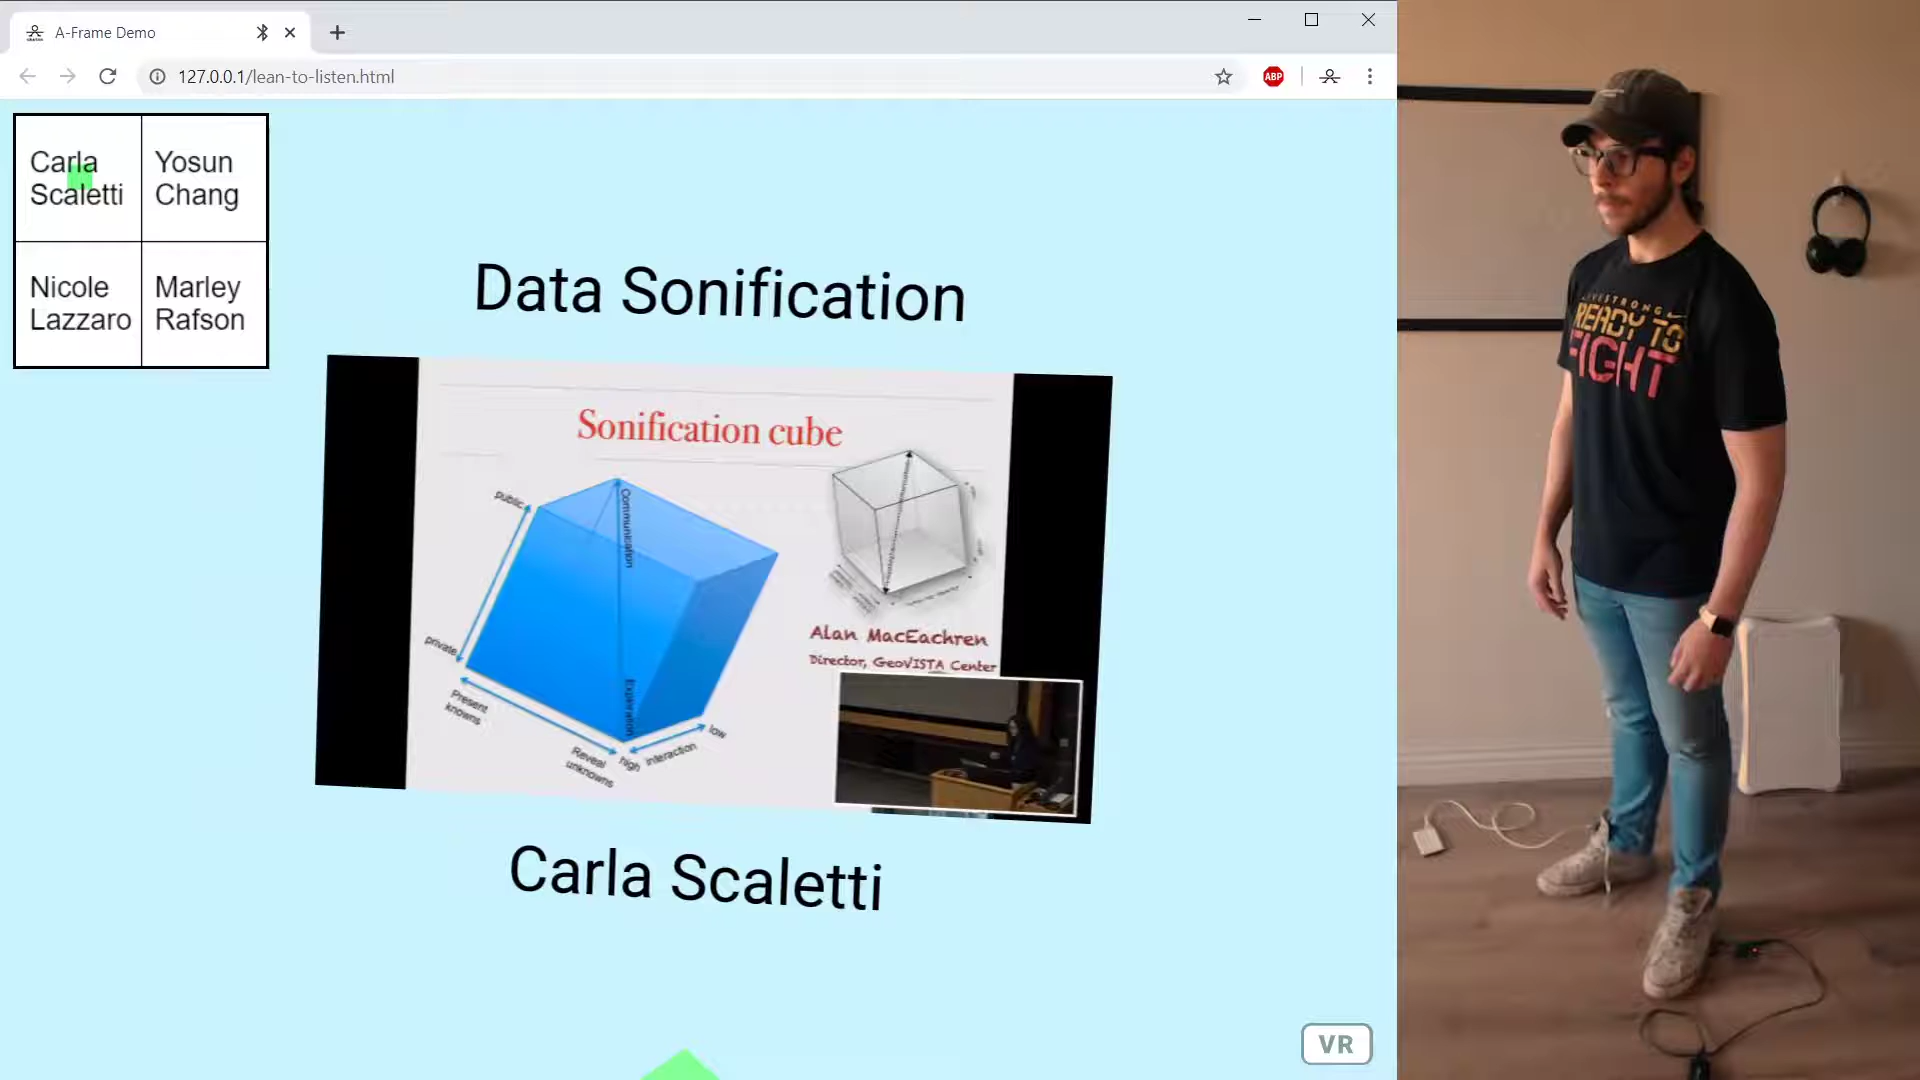 A-Frame Demo
127.0.0.1/lean-to-listen.html
ABP
Carla
Scaletti
Yosun
Chang
Nicole
Lazzaro
Marley
Rafson
Data Sonification
Sonification cube
public
Communication
private
Exploration
Present
knowns
Reveal
unknowns
high
interaction
low
Alan MacEachren
Director, GeoVISTA Center
Carla Scaletti
VR
LIVESTRONG
READY TO
FIGHT